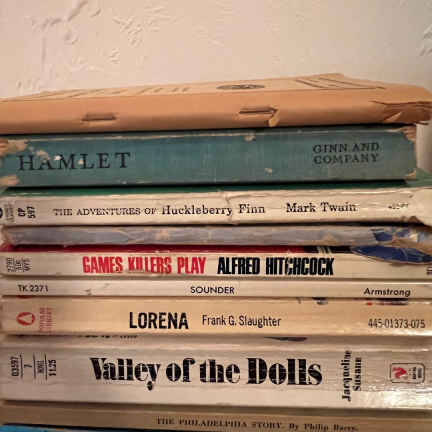 HAMLET
GINN AND
COMPANY
CP
597
THE ADVENTURES OF Huckleberry Finn Mark Twain
GAMES KILLERS PLAY ALFRED HITCHCOCK
TK 2371 SOUNDER Armstrong
LORENA Frank G. Slaughter 445-01373-075
Valley of the Dolls
Jacqueline
Susann
THE PHILADELPHIA STORY. By Philip Barry.